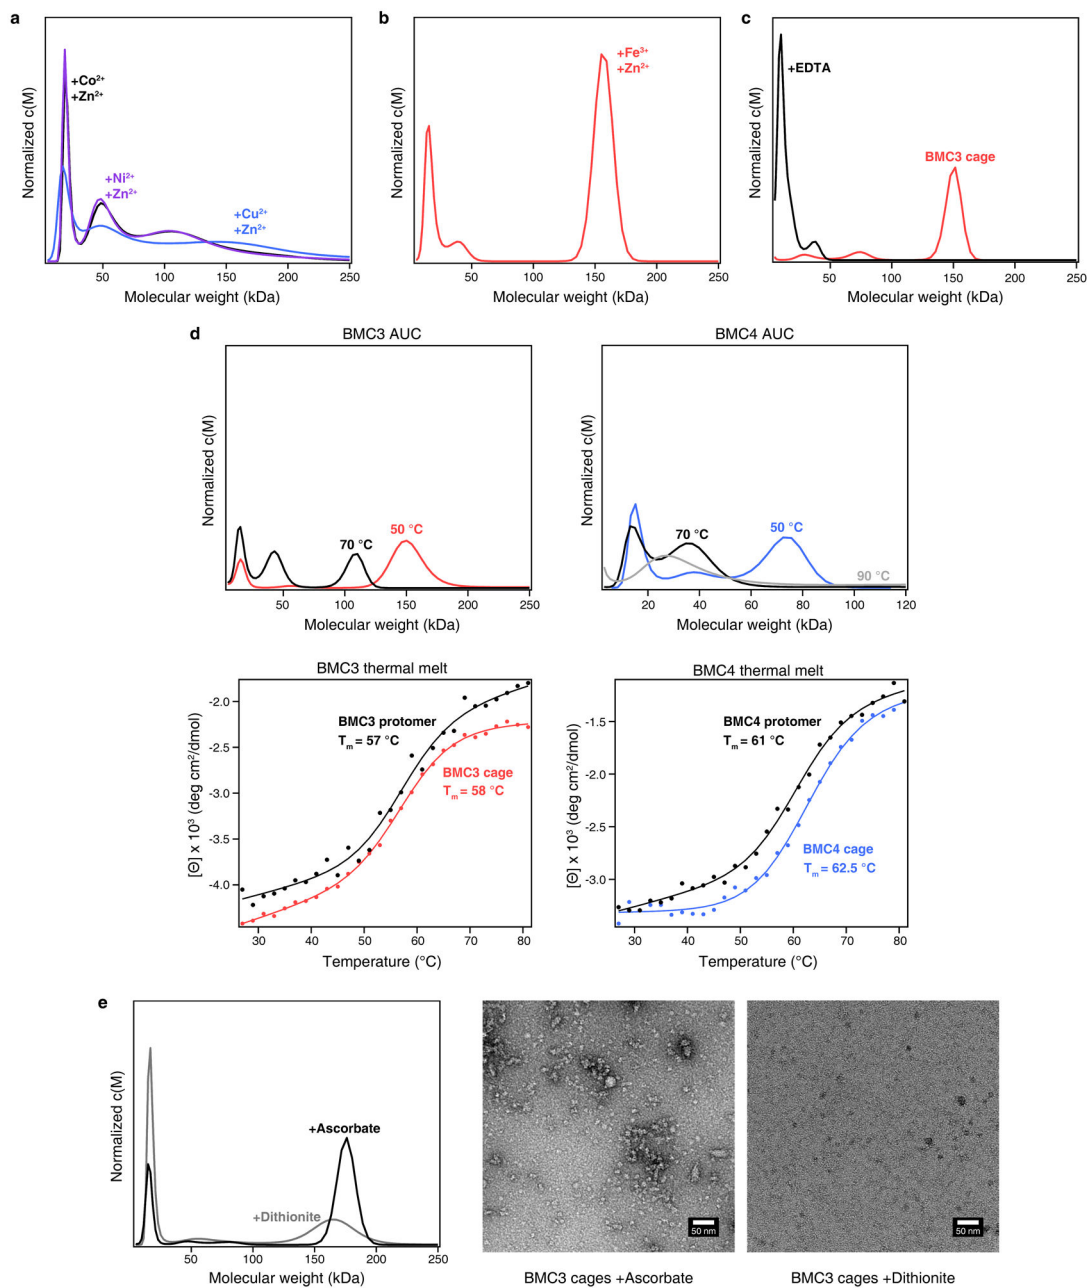 a
Normalized c(M)
+Co²⁺
+Zn²⁺
+Ni²⁺
+Zn²⁺
+Cu²⁺
+Zn²⁺
50 100 150 200 250
Molecular weight (kDa)
b
Normalized c(M)
+Fe³⁺
+Zn²⁺
50 100 150 200 250
Molecular weight (kDa)
c
Normalized c(M)
+EDTA
BMC3 cage
50 100 150 200 250
Molecular weight (kDa)
d
BMC3 AUC
Normalized c(M)
70 °C
50 °C
50 100 150 200 250
Molecular weight (kDa)
BMC4 AUC
Normalized c(M)
70 °C
50 °C
90 °C
20 40 60 80 100 120
Molecular weight (kDa)
BMC3 thermal melt
[Θ] x 10³ (deg cm²/dmol)
-2.0
-2.5
-3.0
-3.5
-4.0
BMC3 protomer
Tₘ = 57 °C
BMC3 cage
Tₘ = 58 °C
30 40 50 60 70 80
Temperature (°C)
BMC4 thermal melt
[Θ] x 10³ (deg cm²/dmol)
-1.5
-2.0
-2.5
-3.0
BMC4 protomer
Tₘ = 61 °C
BMC4 cage
Tₘ = 62.5 °C
30 40 50 60 70 80
Temperature (°C)
e
Normalized c(M)
+Ascorbate
+Dithionite
50 100 150 200 250
Molecular weight (kDa)
50 nm
BMC3 cages +Ascorbate
50 nm
BMC3 cages +Dithionite